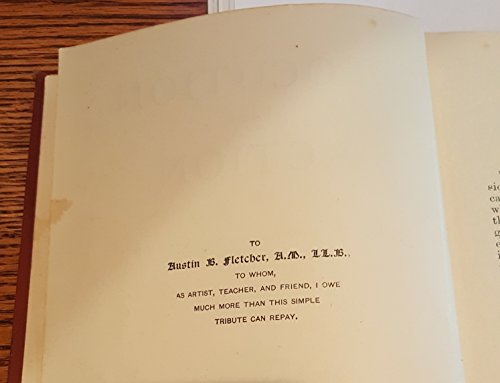 TO
Austin B. Fletcher, A.M., LL.B.,
TO WHOM,
AS ARTIST, TEACHER, AND FRIEND, I OWE
MUCH MORE THAN THIS SIMPLE
TRIBUTE CAN REPAY.